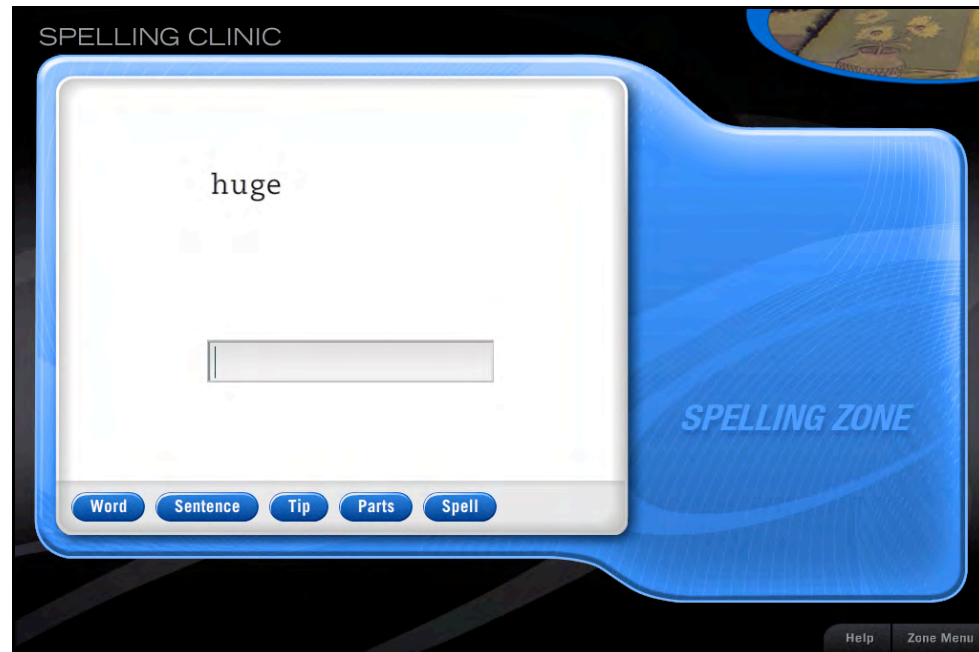 SPELLING CLINIC
huge
SPELLING ZONE
Word Sentence Tip Parts Spell
Help Zone Menu